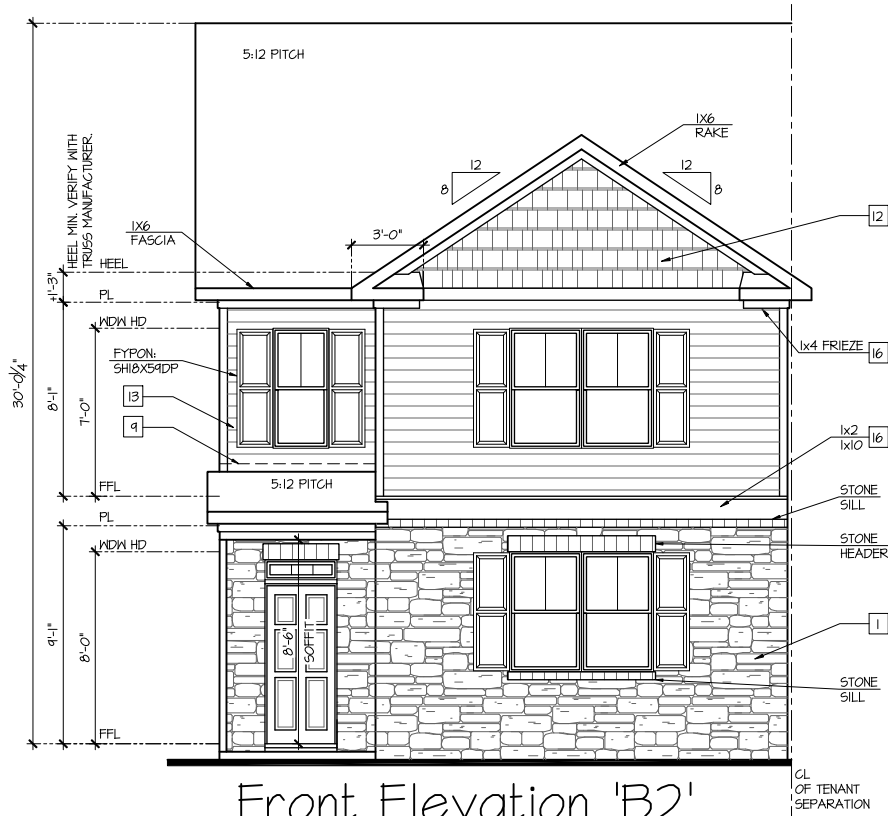 5:12 PITCH
1X6
RAKE
12
8
12
8
HEEL MIN. VERIFY WITH
TRUSS MANUFACTURER.
12
1X6
FASCIA
3'-0"
HEEL
±1'-3"
PL
WDW HD
1x4 FRIEZE 16
FYPON:
SH18X59DP
30'-0¼"
8'-1"
7'-0"
13
9
1x2
1x10 16
5:12 PITCH
FFL
STONE
SILL
PL
WDW HD
STONE
HEADER
9'-1"
8'-0"
8'-6"
SOFFIT
1
STONE
SILL
FFL
Front Elevation 'B2'
CL
OF TENANT
SEPARATION